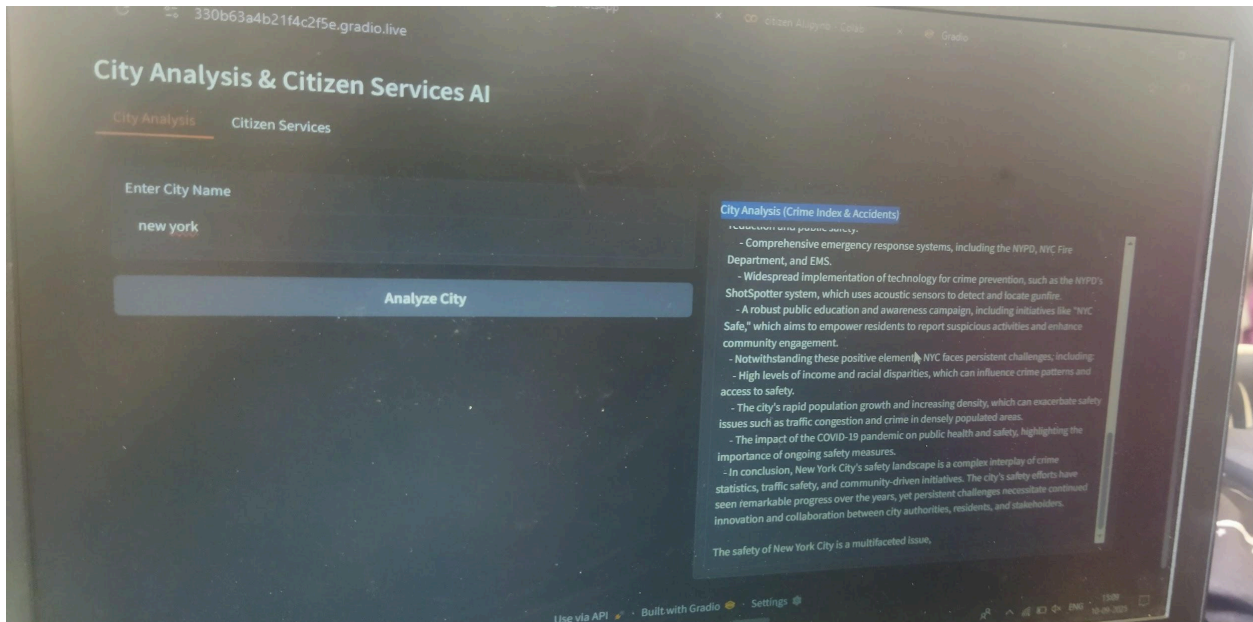 330b63a4b21f4c2f5e.gradio.live
Gradio
City Analysis & Citizen Services AI
City Analysis
Citizen Services
Enter City Name
new york
Analyze City
City Analysis (Crime Index & Accidents)
reduction and public safety.
- Comprehensive emergency response systems, including the NYPD, NYC Fire
Department, and EMS.
- Widespread implementation of technology for crime prevention, such as the NYPD's
ShotSpotter system, which uses acoustic sensors to detect and locate gunfire.
- A robust public education and awareness campaign, including initiatives like "NYC
Safe," which aims to empower residents to report suspicious activities and enhance
community engagement.
- Notwithstanding these positive element, NYC faces persistent challenges, including:
- High levels of income and racial disparities, which can influence crime patterns and
access to safety.
- The city's rapid population growth and increasing density, which can exacerbate safety
issues such as traffic congestion and crime in densely populated areas.
- The impact of the COVID-19 pandemic on public health and safety, highlighting the
importance of ongoing safety measures.
- In conclusion, New York City's safety landscape is a complex interplay of crime
statistics, traffic safety, and community-driven initiatives. The city's safety efforts have
seen remarkable progress over the years, yet persistent challenges necessitate continued
innovation and collaboration between city authorities, residents, and stakeholders.
The safety of New York City is a multifaceted issue,
Use via API · Built with Gradio · Settings
ENG
13:09
10-09-2025